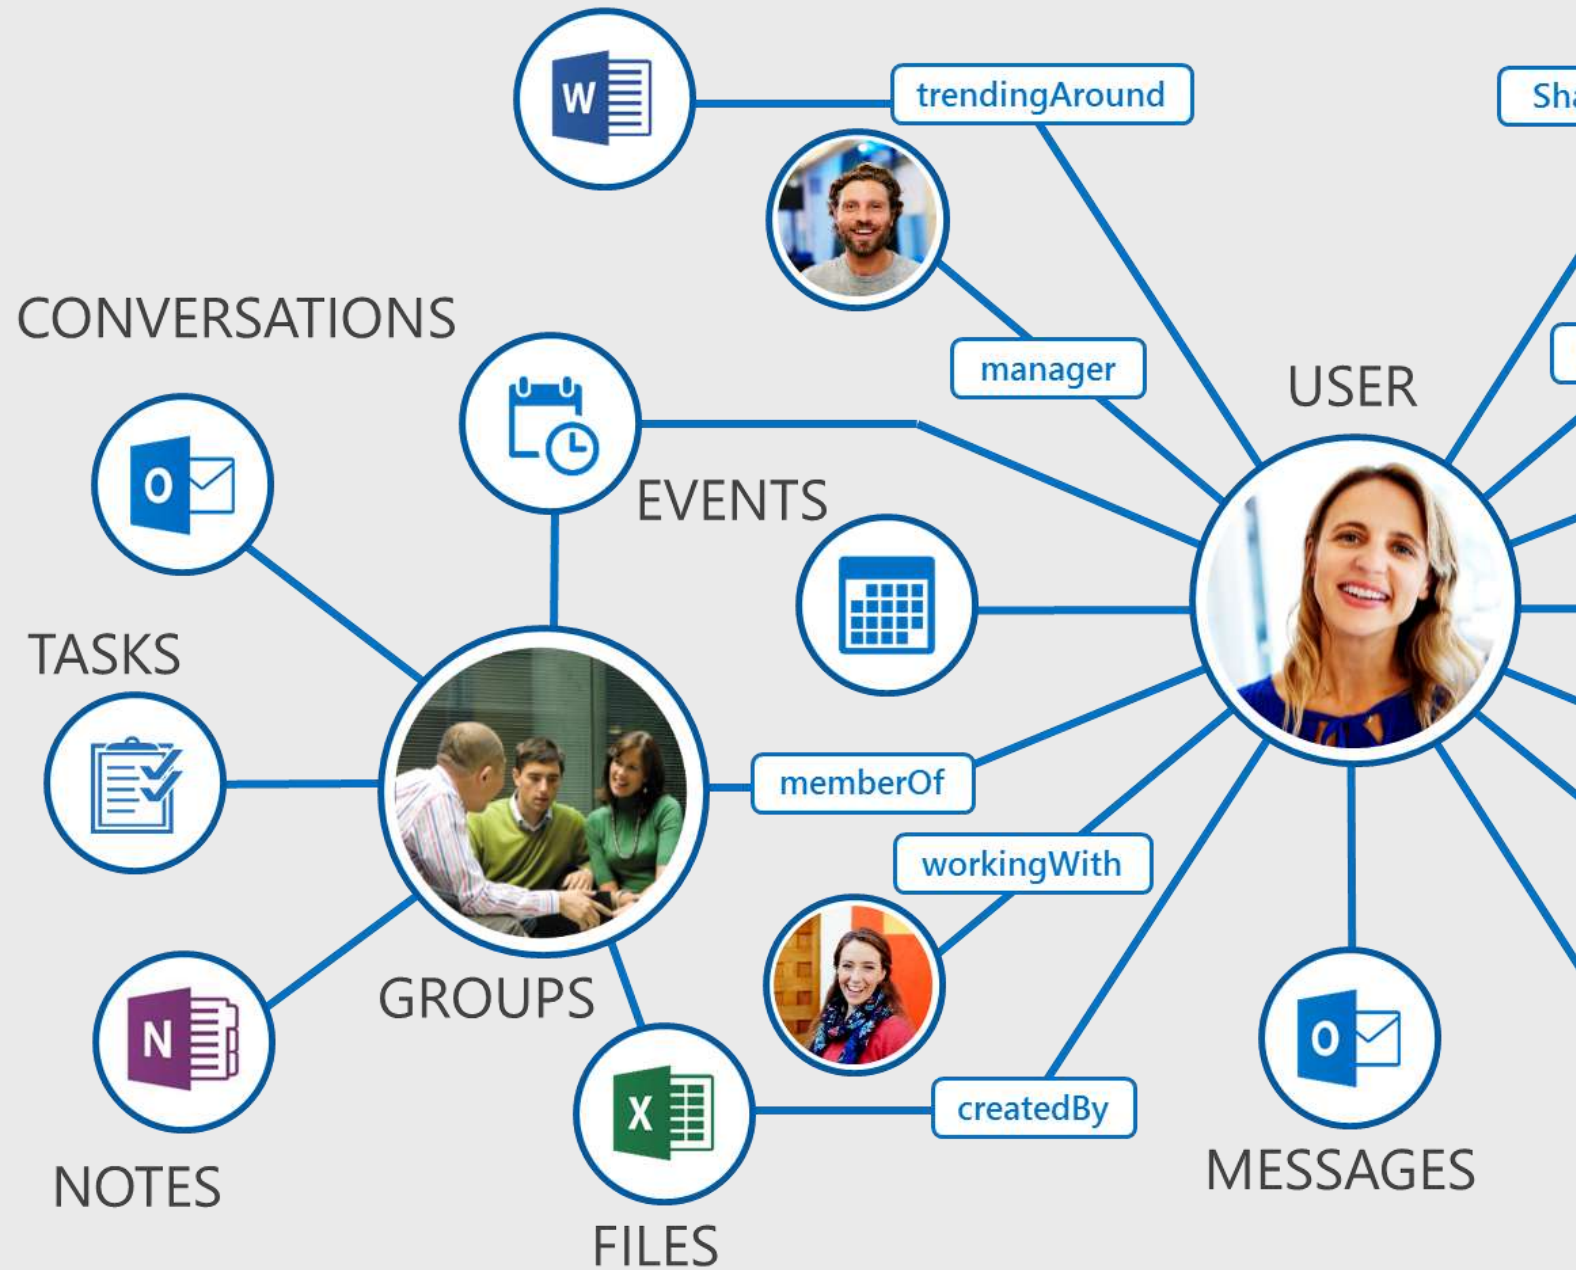 W
trendingAround
manager
CONVERSATIONS
USER
O
EVENTS
TASKS
memberOf
workingWith
GROUPS
N
O
X
createdBy
MESSAGES
NOTES
FILES